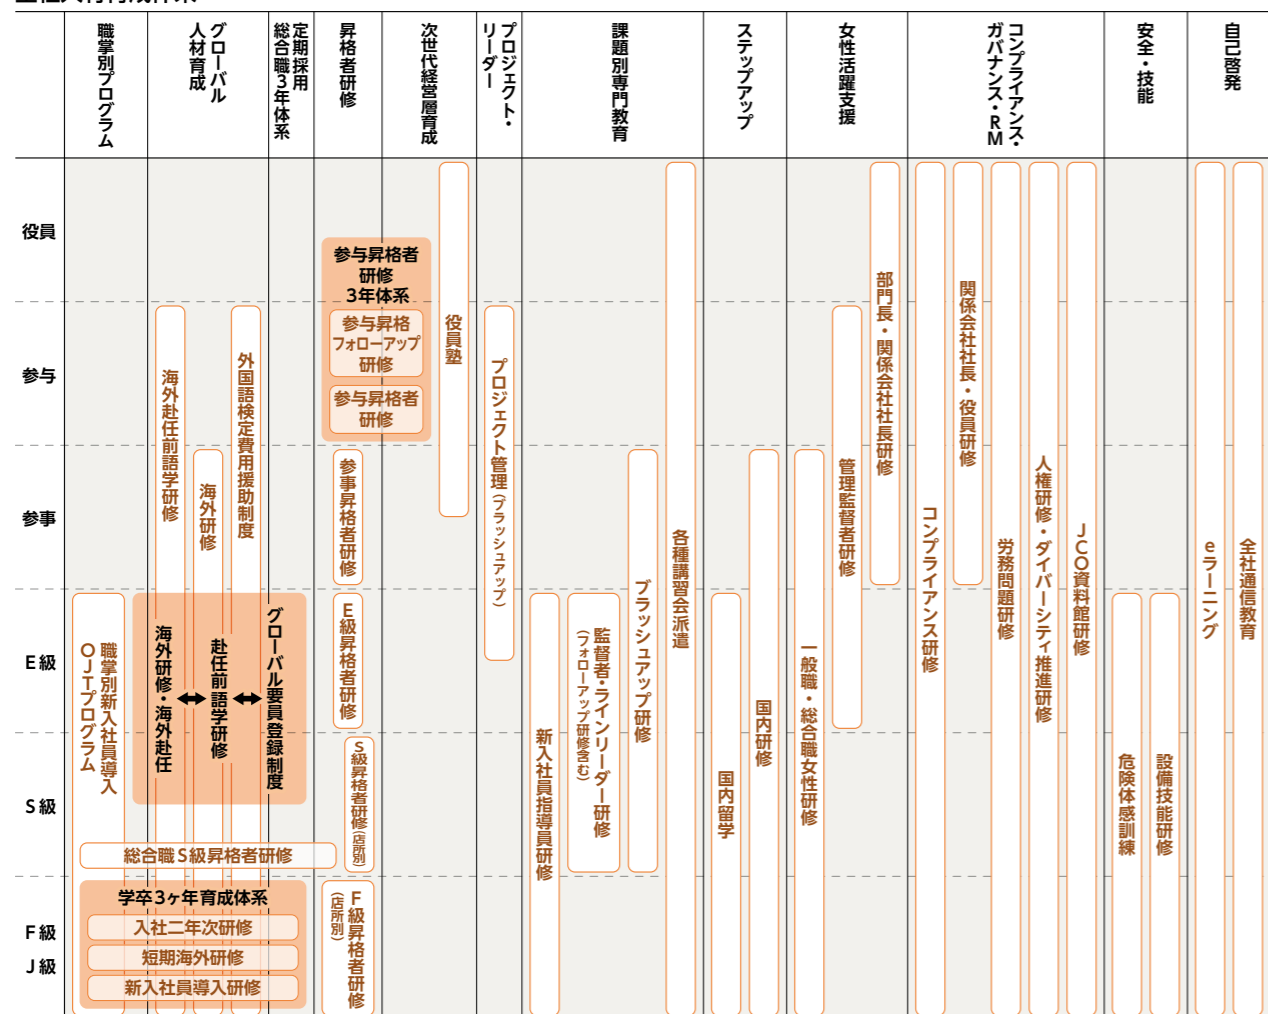 職掌別プログラム
グローバル
人材育成
定期採用
総合職3年体系
昇格者研修
次世代経営層育成
プロジェクト・
リーダー
課題別専門教育
ステップアップ
女性活躍支援
コンプライアンス・
ガバナンス・RM
安全・技能
自己啓発
役員
参与
参事
E級
S級
F級
J級
職掌別新入社員導入
OJTプログラム
海外赴任前語学研修
海外研修
外国語検定費用援助制度
海外研修・海外赴任
赴任前語学研修
グローバル要員登録制度
総合職S級昇格者研修
学卒3ヶ年育成体系
入社二年次研修
短期海外研修
新入社員導入研修
参与昇格者
研修
3年体系
参与昇格
フォローアップ
研修
参与昇格者
研修
参事昇格者研修
E級昇格者研修
S級昇格者研修(店所別)
F級昇格者研修
(店所別)
役員塾
プロジェクト管理(ブラッシュアップ)
新入社員指導員研修
監督者・ラインリーダー研修
(フォローアップ研修含む)
ブラッシュアップ研修
各種講習会派遣
国内留学
国内研修
一般職・総合職女性研修
管理監督者研修
部門長・関係会社社長研修
コンプライアンス研修
関係会社社長・役員研修
労務問題研修
人権研修・ダイバーシティ推進研修
JCO資料館研修
危険体感訓練
設備技能研修
eラーニング
全社通信教育